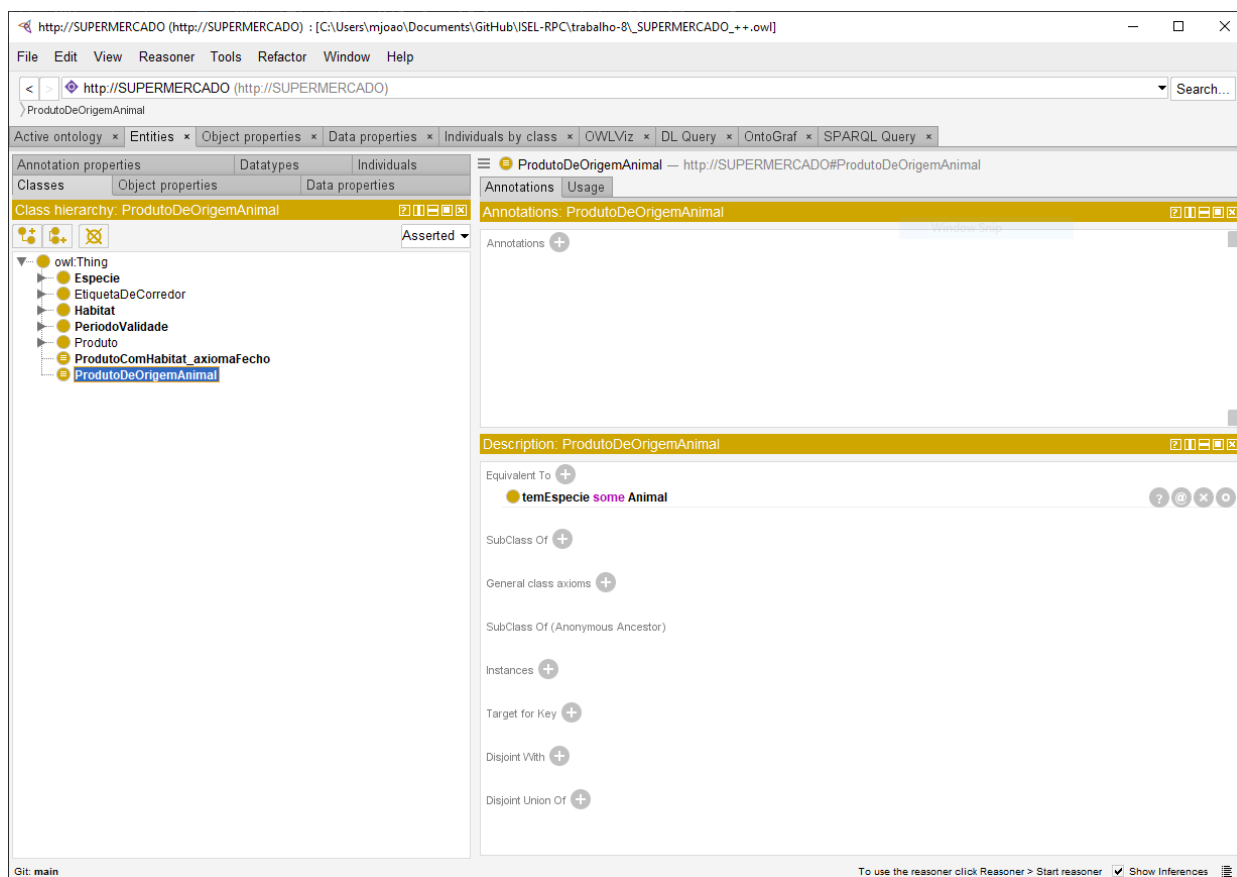 http://SUPERMERCADO (http://SUPERMERCADO) : [C:\Users\mjoao\Documents\GitHub\ISEL-RPC\trabalho-8\_SUPERMERCADO_++.owl]
File Edit View Reasoner Tools Refactor Window Help
< > http://SUPERMERCADO (http://SUPERMERCADO) Search...
ProdutoDeOrigemAnimal
Active ontology × Entities × Object properties × Data properties × Individuals by class × OWLViz × DL Query × OntoGraf × SPARQL Query ×
Annotation properties Datatypes Individuals
Classes Object properties Data properties
Class hierarchy: ProdutoDeOrigemAnimal
Asserted
owl:Thing
Especie
EtiquetaDeCorredor
Habitat
PeriodoValidade
Produto
ProdutoComHabitat_axiomaFecho
ProdutoDeOrigemAnimal
ProdutoDeOrigemAnimal — http://SUPERMERCADO#ProdutoDeOrigemAnimal
Annotations Usage
Annotations: ProdutoDeOrigemAnimal
Window Snip
Annotations
Description: ProdutoDeOrigemAnimal
Equivalent To
temEspecie some Animal
SubClass Of
General class axioms
SubClass Of (Anonymous Ancestor)
Instances
Target for Key
Disjoint With
Disjoint Union Of
Git: main
To use the reasoner click Reasoner > Start reasoner Show Inferences